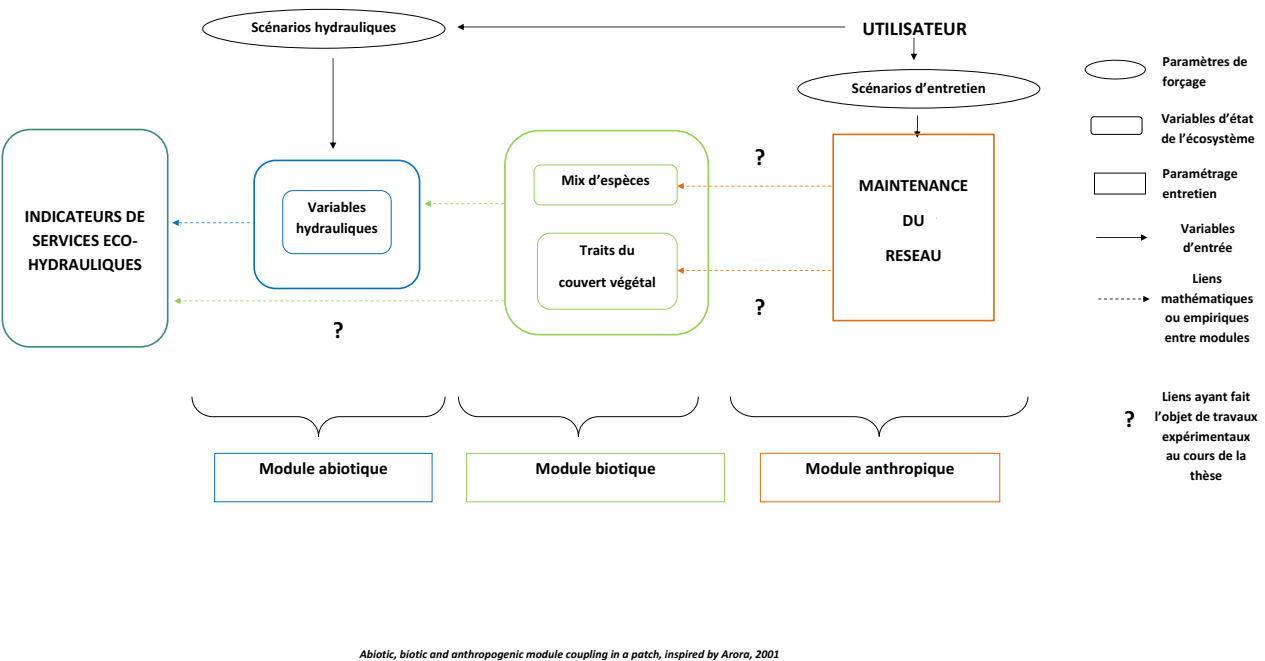 Scénarios hydrauliques
UTILISATEUR
Scénarios d’entretien
INDICATEURS DE
SERVICES ECO-
HYDRAULIQUES
Variables
hydrauliques
Mix d’espèces
Traits du
couvert végétal
?
?
?
MAINTENANCE
DU
RESEAU
Module abiotique
Module biotique
Module anthropique
Paramètres de
forçage
Variables d’état
de l’écosystème
Paramétrage
entretien
Variables
d’entrée
Liens
mathématiques
ou empiriques
entre modules
?
Liens ayant fait
l’objet de travaux
expérimentaux
au cours de la
thèse
Abiotic, biotic and anthropogenic module coupling in a patch, inspired by Arora, 2001